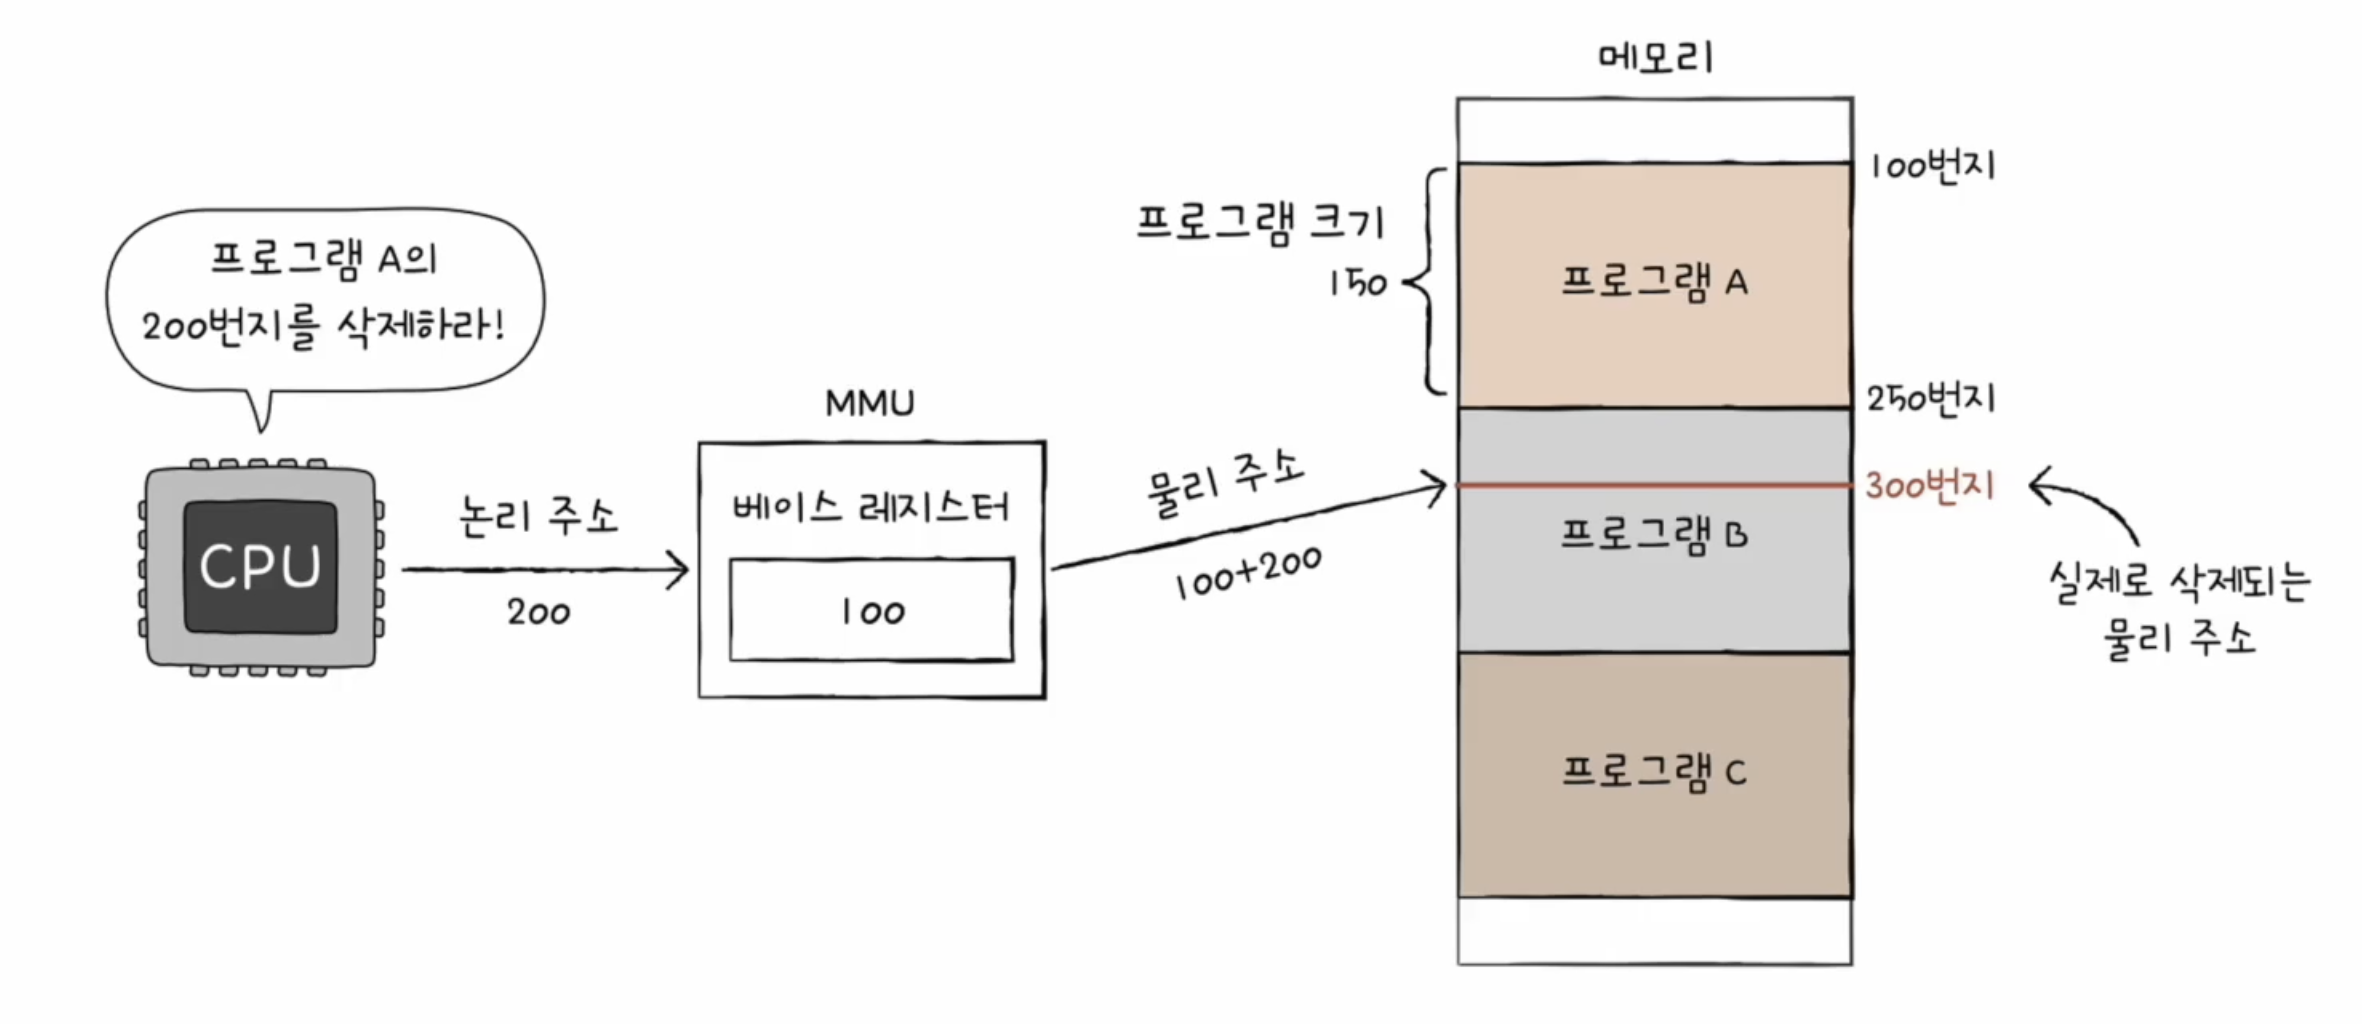 메모리
100번지
프로그램 크기
150
프로그램 A
프로그램 A의
200번지를 삭제하라!
250번지
MMU
물리 주소
300번지
100+200
베이스 레지스터
100
논리 주소
200
CPU
프로그램 B
실제로 삭제되는
물리 주소
프로그램 C